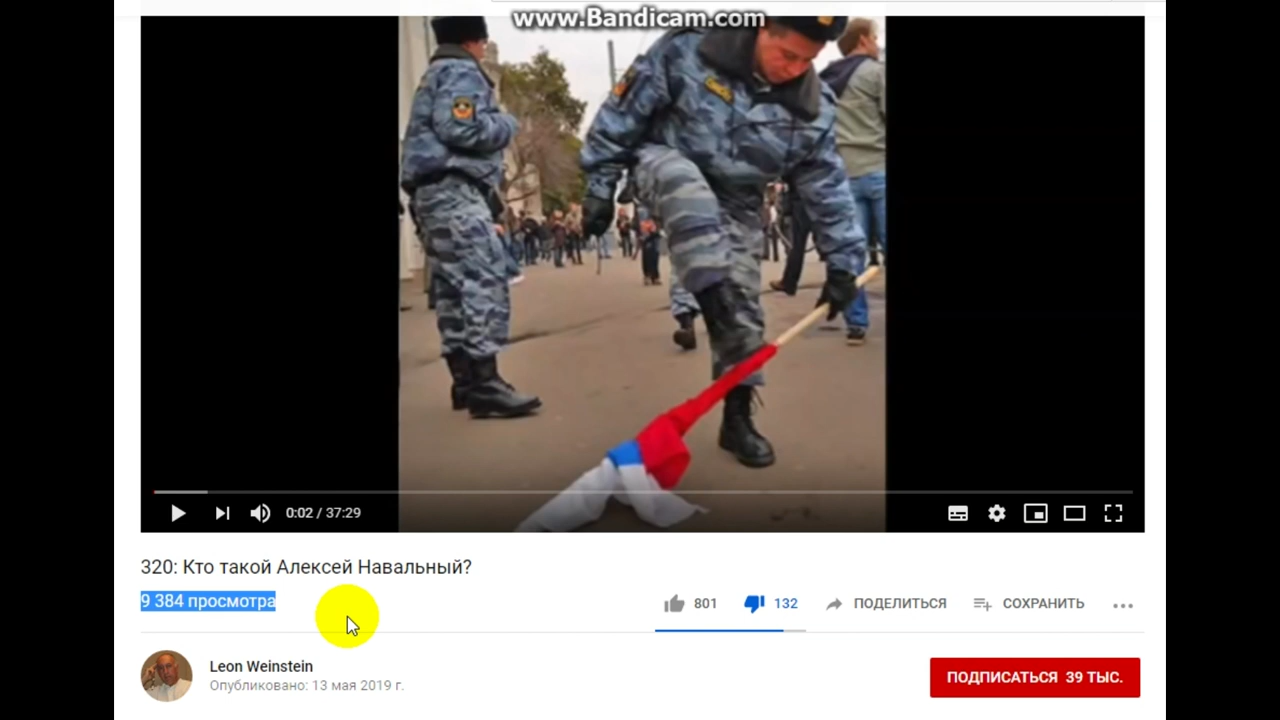 www.Bandicam.com
0:02 / 37:29
320: Кто такой Алексей Навальный?
9 384 просмотра
801
132
ПОДЕЛИТЬСЯ
СОХРАНИТЬ
Leon Weinstein
Опубликовано: 13 мая 2019 г.
ПОДПИСАТЬСЯ 39 ТЫС.